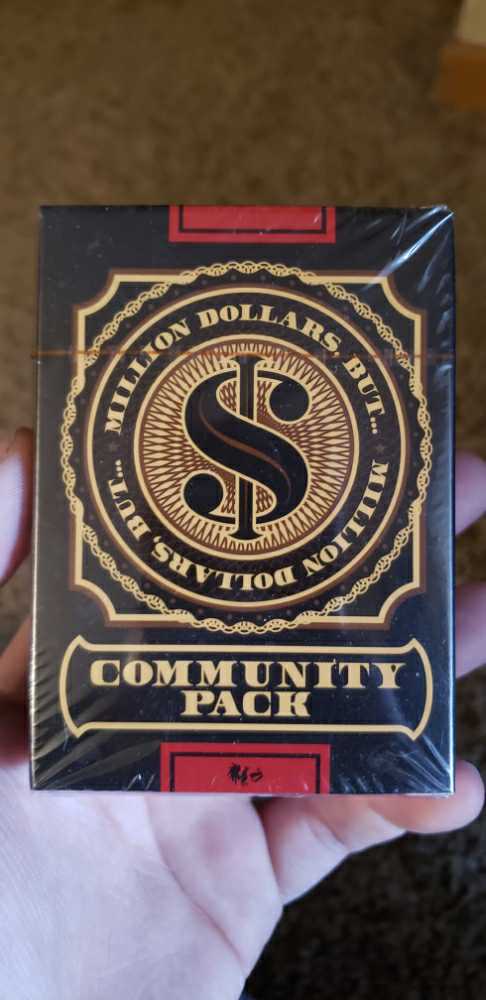 MILLION DOLLARS, BUT...
MILLION DOLLARS, BUT...
$
COMMUNITY
PACK